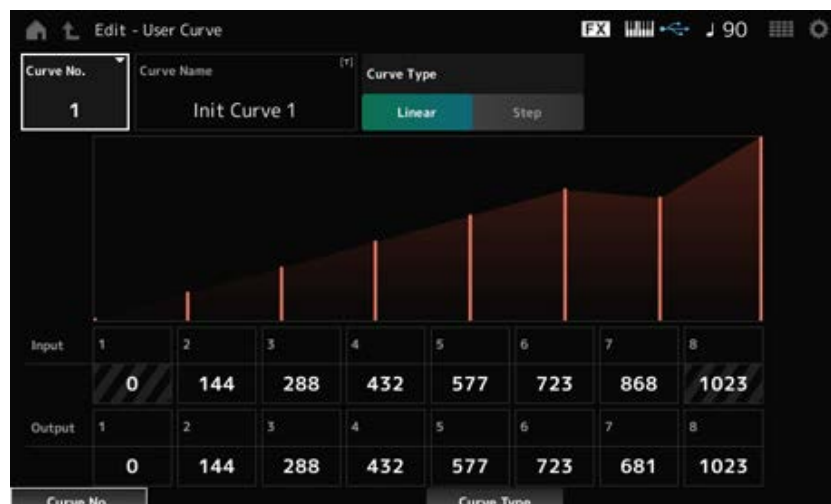 Edit - User Curve FX 90
Curve No. Curve Name [T] Curve Type
1 Init Curve 1 Linear Step
Input 1 2 3 4 5 6 7 8
0 144 288 432 577 723 868 1023
Output 1 2 3 4 5 6 7 8
0 144 288 432 577 723 681 1023
Curve No. Curve Type